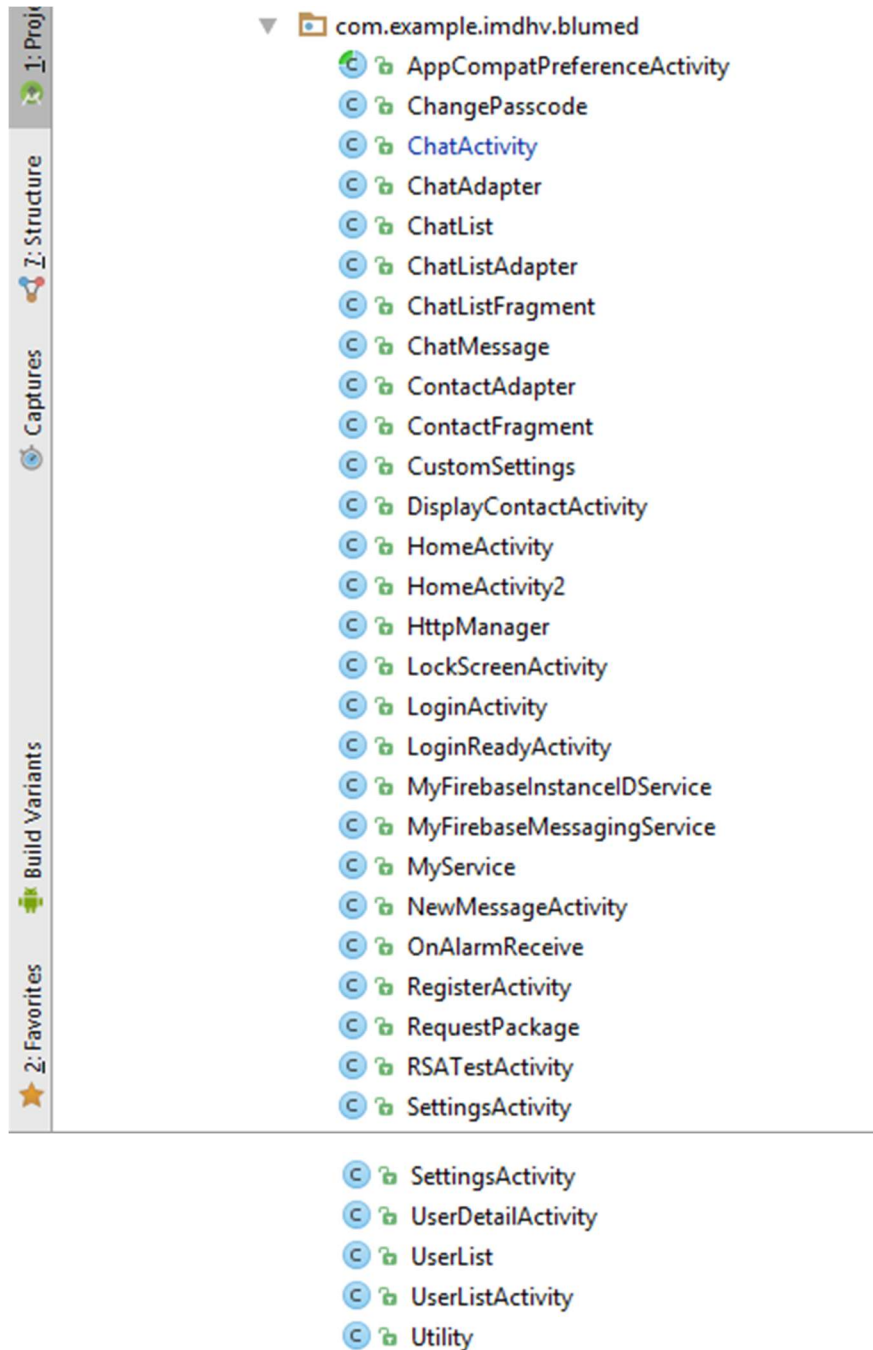 com.example.imdhv.blumed
AppCompatPreferenceActivity
ChangePasscode
ChatActivity
ChatAdapter
ChatList
ChatListAdapter
ChatListFragment
ChatMessage
ContactAdapter
ContactFragment
CustomSettings
DisplayContactActivity
HomeActivity
HomeActivity2
HttpManager
LockScreenActivity
LoginActivity
LoginReadyActivity
MyFirebaseInstanceIDService
MyFirebaseMessagingService
MyService
NewMessageActivity
OnAlarmReceive
RegisterActivity
RequestPackage
RSATestActivity
SettingsActivity
SettingsActivity
UserDetailActivity
UserList
UserListActivity
Utility
1: Proje
7: Structure
Captures
Build Variants
2: Favorites